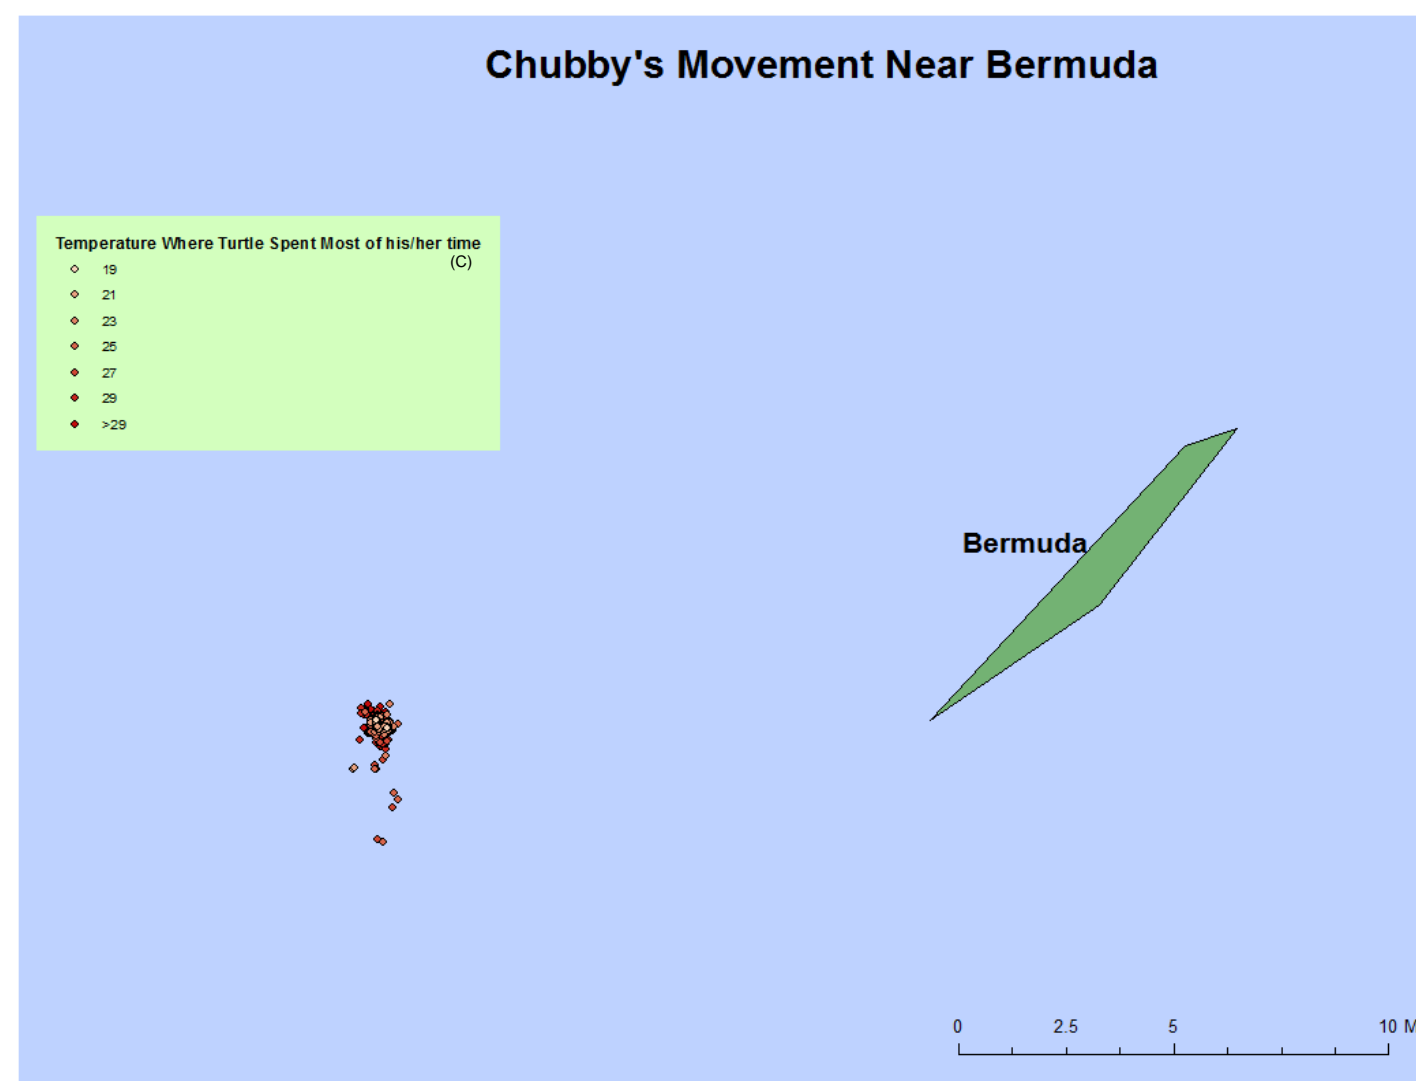 Chubby's Movement Near Bermuda
Temperature Where Turtle Spent Most of his/her time
(C)
19
21
23
25
27
29
>29
Bermuda
0 2.5 5 10 M